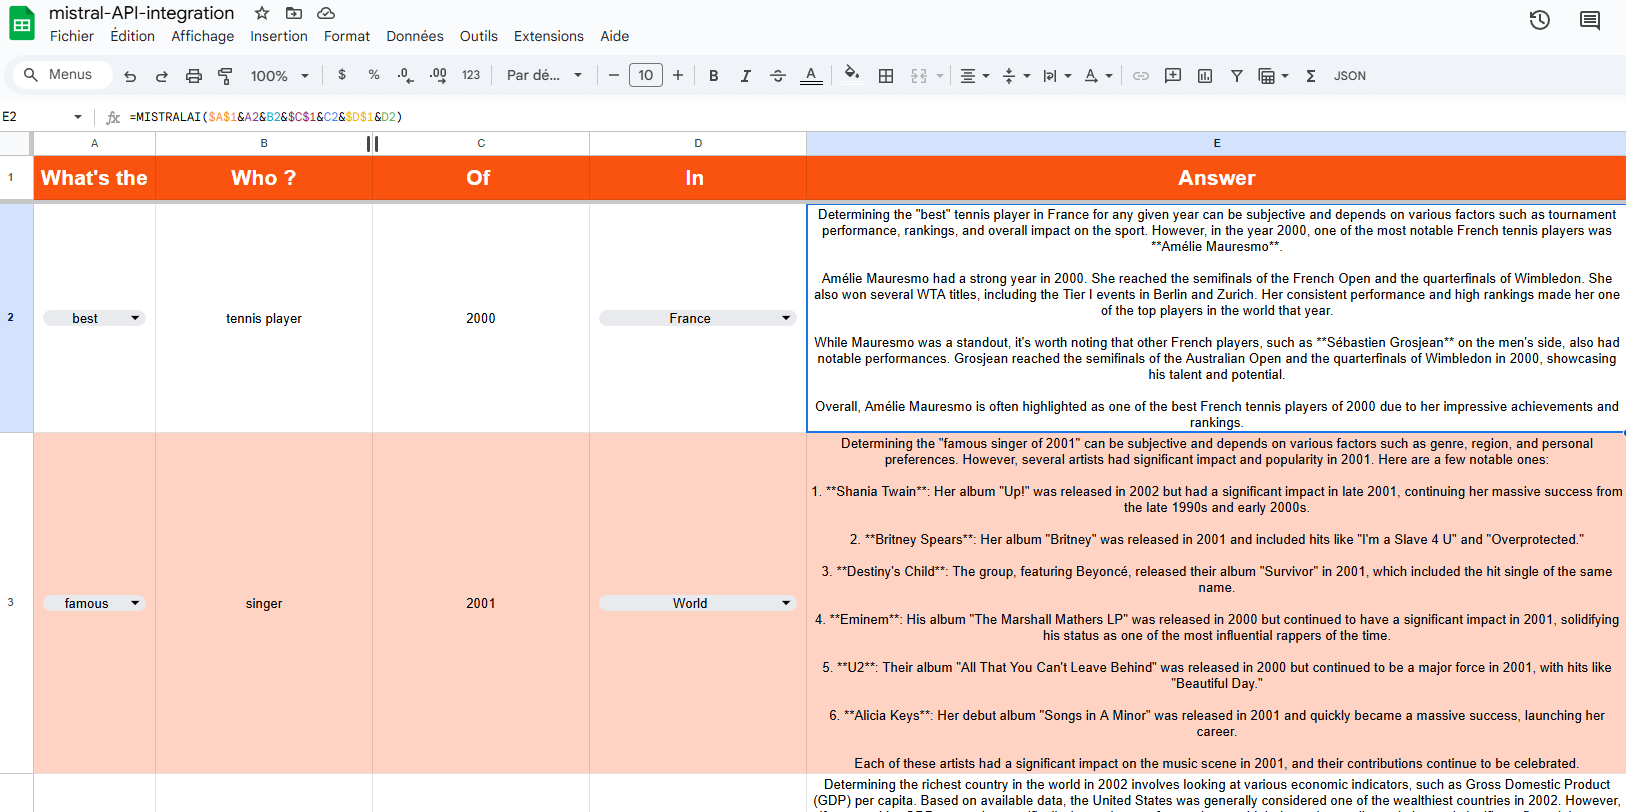 mistral-API-integration
Fichier Édition Affichage Insertion Format Données Outils Extensions Aide
Menus 100% $ % .0 .00 123 Par dé... − 10 + B I S A Σ JSON
E2 fx =MISTRALAI($A$1&A2&B2&$C$1&C2&$D$1&D2)
A B C D E
1 What's the Who ? Of In Answer
Determining the "best" tennis player in France for any given year can be subjective and depends on various factors such as tournament
performance, rankings, and overall impact on the sport. However, in the year 2000, one of the most notable French tennis players was
**Amélie Mauresmo**.
Amélie Mauresmo had a strong year in 2000. She reached the semifinals of the French Open and the quarterfinals of Wimbledon. She
also won several WTA titles, including the Tier I events in Berlin and Zurich. Her consistent performance and high rankings made her one
of the top players in the world that year.
2 best tennis player 2000 France
While Mauresmo was a standout, it's worth noting that other French players, such as **Sébastien Grosjean** on the men's side, also had
notable performances. Grosjean reached the semifinals of the Australian Open and the quarterfinals of Wimbledon in 2000, showcasing
his talent and potential.
Overall, Amélie Mauresmo is often highlighted as one of the best French tennis players of 2000 due to her impressive achievements and
rankings.
Determining the "famous singer of 2001" can be subjective and depends on various factors such as genre, region, and personal
preferences. However, several artists had significant impact and popularity in 2001. Here are a few notable ones:
1. **Shania Twain**: Her album "Up!" was released in 2002 but had a significant impact in late 2001, continuing her massive success from
the late 1990s and early 2000s.
2. **Britney Spears**: Her album "Britney" was released in 2001 and included hits like "I'm a Slave 4 U" and "Overprotected."
3. **Destiny's Child**: The group, featuring Beyoncé, released their album "Survivor" in 2001, which included the hit single of the same
name.
3 famous singer 2001 World
4. **Eminem**: His album "The Marshall Mathers LP" was released in 2000 but continued to have a significant impact in 2001, solidifying
his status as one of the most influential rappers of the time.
5. **U2**: Their album "All That You Can't Leave Behind" was released in 2000 but continued to be a major force in 2001, with hits like
"Beautiful Day."
6. **Alicia Keys**: Her debut album "Songs in A Minor" was released in 2001 and quickly became a massive success, launching her
career.
Each of these artists had a significant impact on the music scene in 2001, and their contributions continue to be celebrated.
Determining the richest country in the world in 2002 involves looking at various economic indicators, such as Gross Domestic Product
(GDP) per capita. Based on available data, the United States was generally considered one of the wealthiest countries in 2002. However,